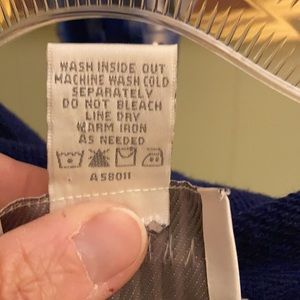 WASH INSIDE OUT
MACHINE WASH COLD
SEPARATELY
DO NOT BLEACH
LINE DRY
WARM IRON
AS NEEDED
A58011